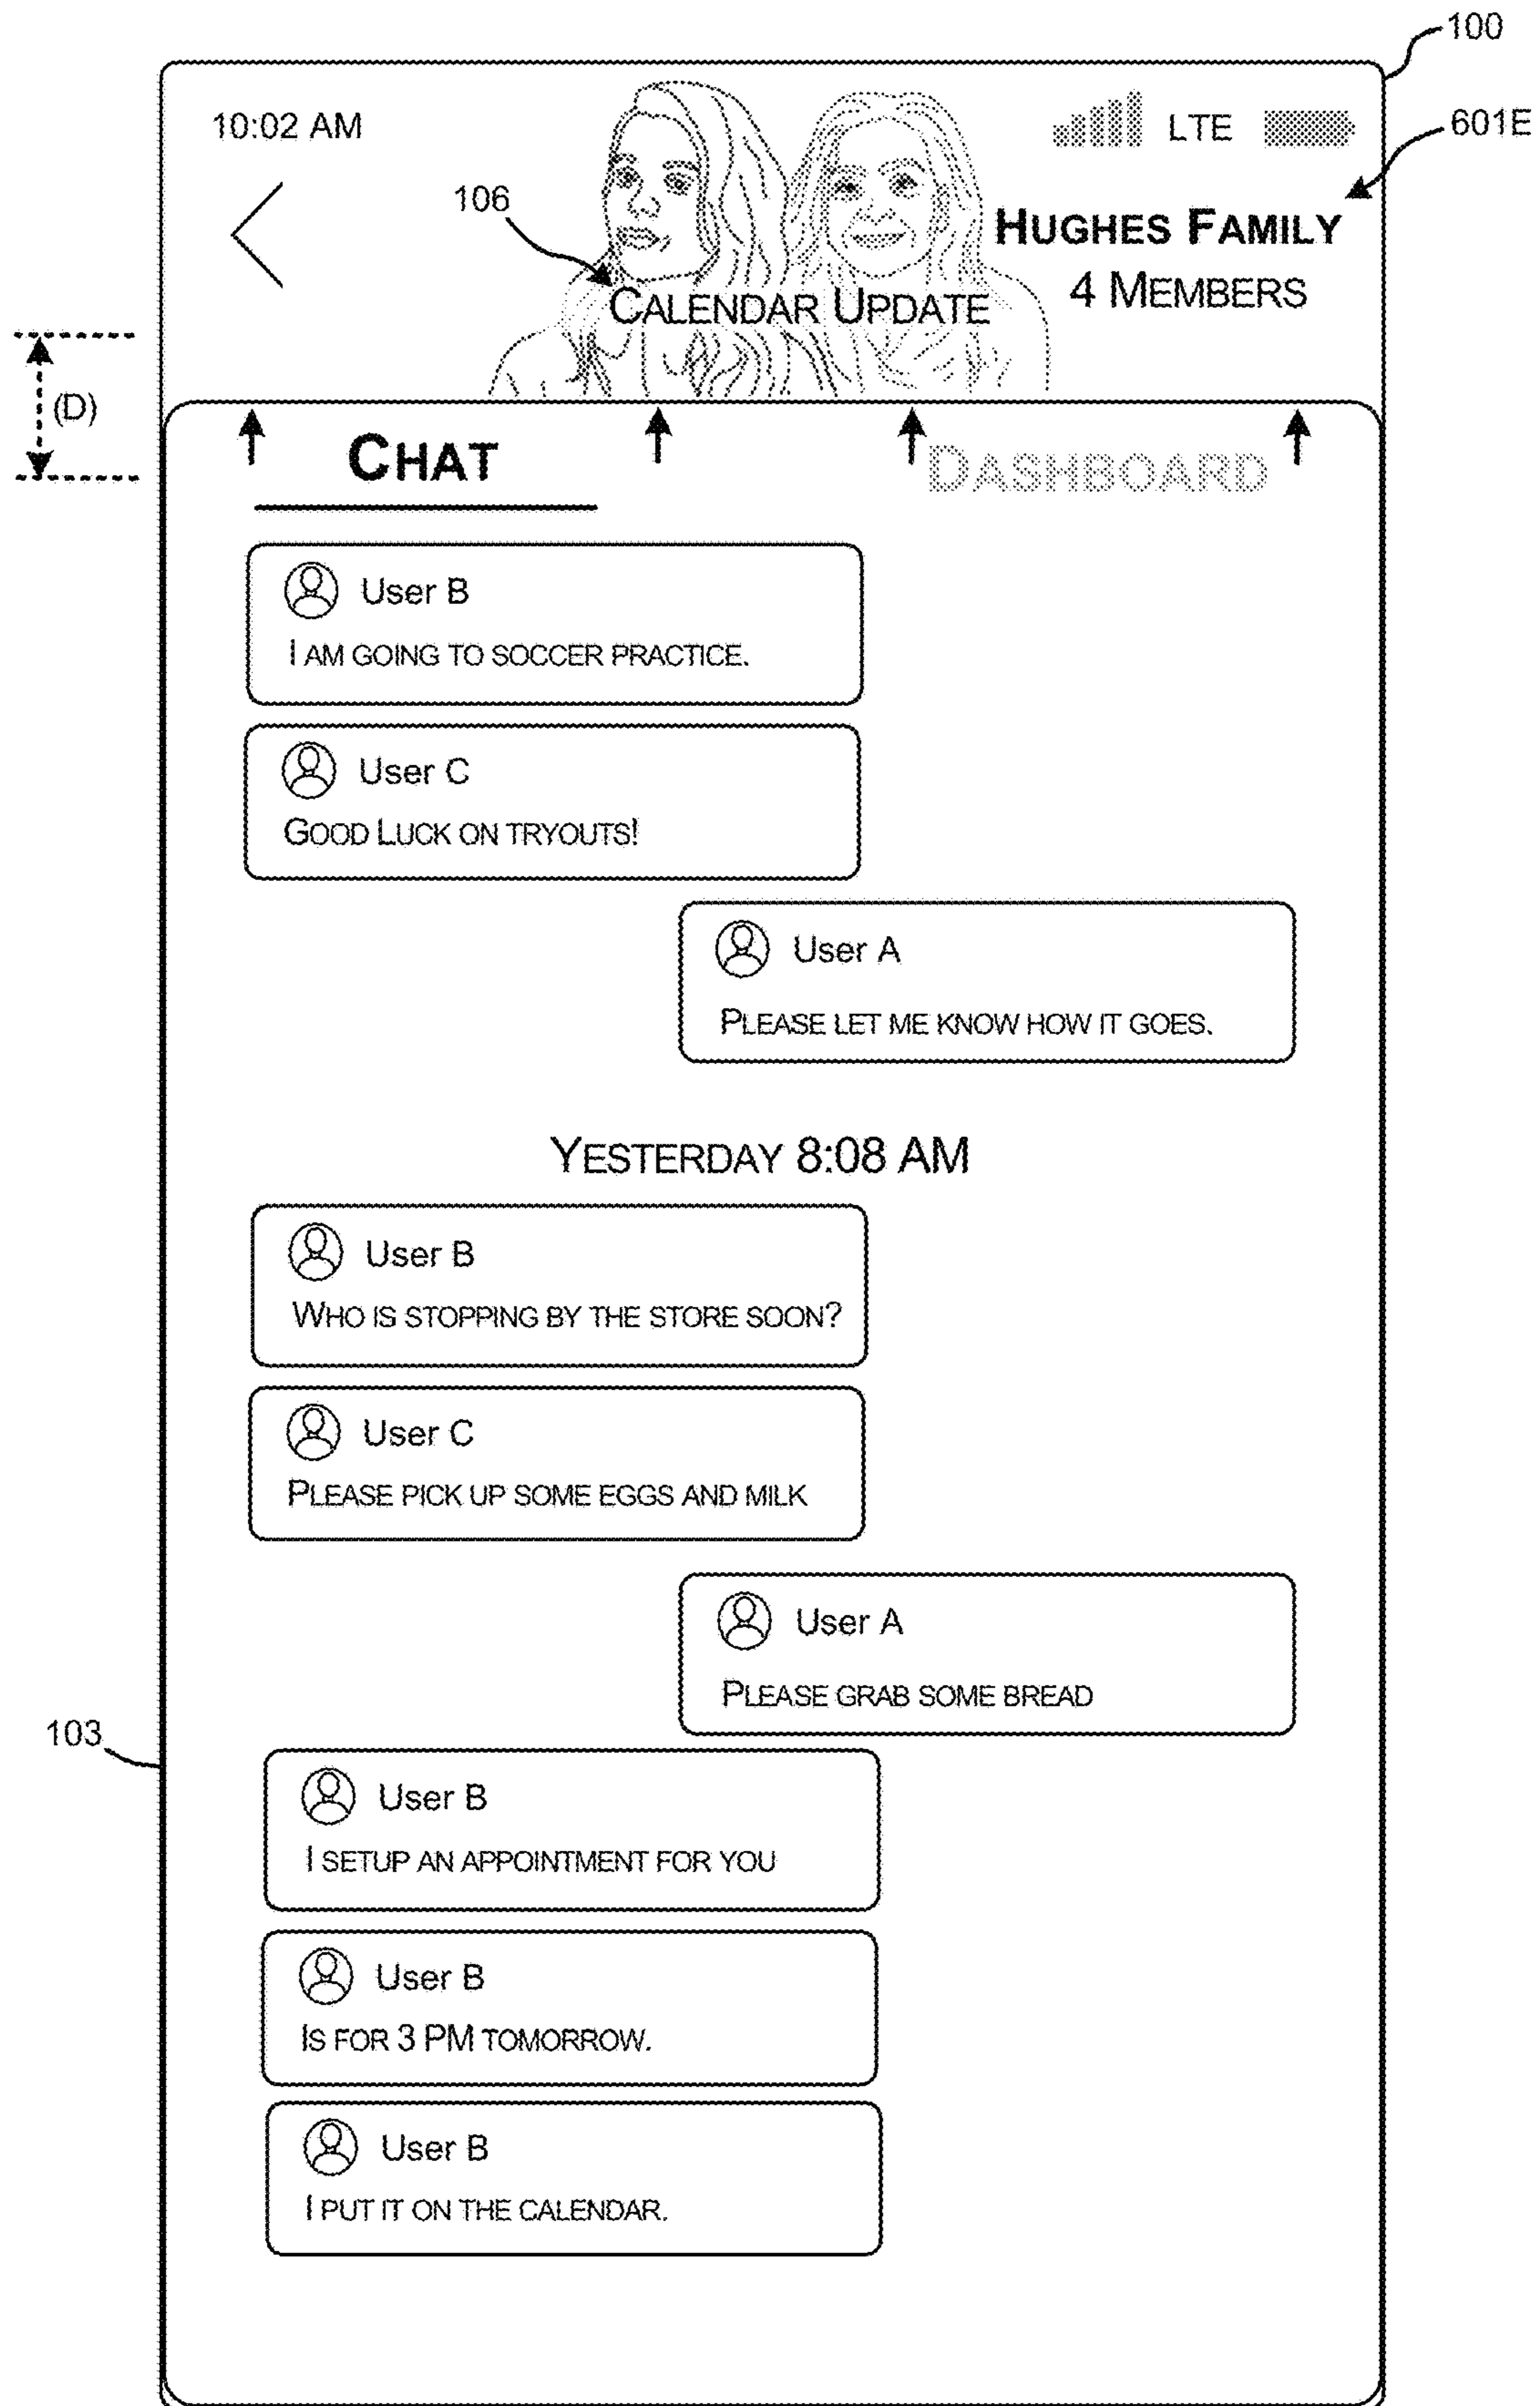 100
10:02 AM
LTE
601E
106
HUGHES FAMILY
CALENDAR UPDATE
4 MEMBERS
(D)
CHAT
DASHBOARD
User B
I AM GOING TO SOCCER PRACTICE.
User C
GOOD LUCK ON TRYOUTS!
User A
PLEASE LET ME KNOW HOW IT GOES.
YESTERDAY 8:08 AM
User B
WHO IS STOPPING BY THE STORE SOON?
User C
PLEASE PICK UP SOME EGGS AND MILK
User A
PLEASE GRAB SOME BREAD
103
User B
I SETUP AN APPOINTMENT FOR YOU
User B
IS FOR 3 PM TOMORROW.
User B
I PUT IT ON THE CALENDAR.